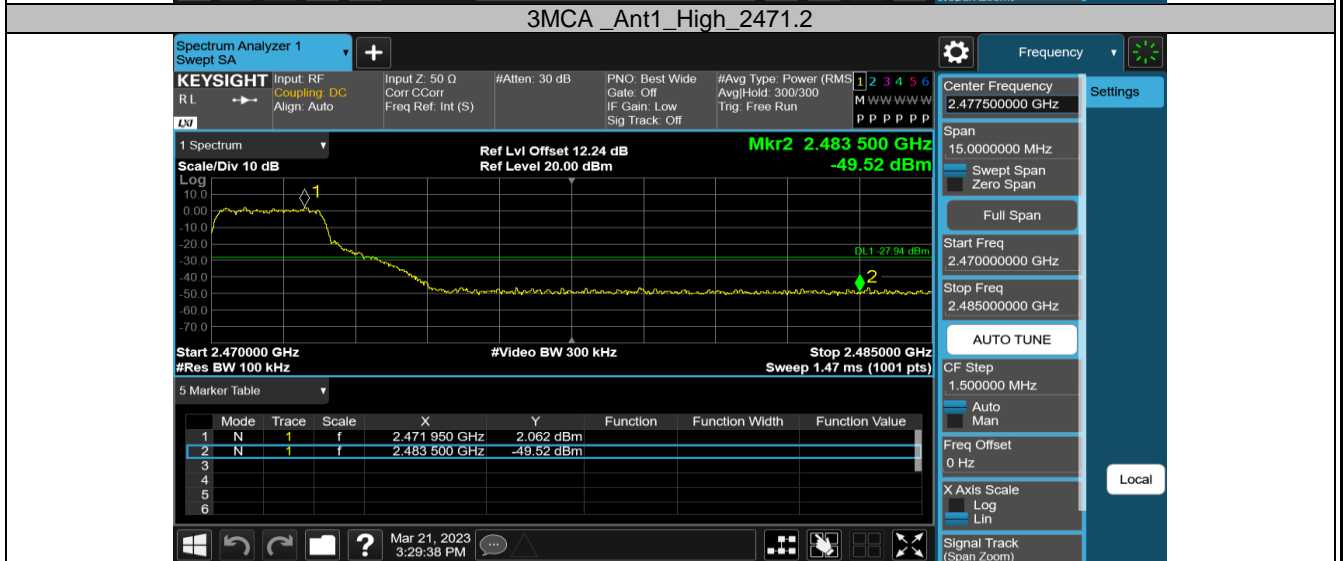 3MCA _Ant1_High_2471.2
Spectrum Analyzer 1
Swept SA
+
Frequency
KEYSIGHT
R L
LXI
Input: RF
Coupling: DC
Align: Auto
Input Z: 50 Ω
Corr CCorr
Freq Ref: Int (S)
#Atten: 30 dB
PNO: Best Wide
Gate: Off
IF Gain: Low
Sig Track: Off
#Avg Type: Power (RMS
Avg|Hold: 300/300
Trig: Free Run
1 2 3 4 5 6
M W W W W W
P P P P P P
1 Spectrum
Scale/Div 10 dB
Ref Lvl Offset 12.24 dB
Ref Level 20.00 dBm
Mkr2 2.483 500 GHz
-49.52 dBm
Log
10.0
0.00
-10.0
-20.0
-30.0
-40.0
-50.0
-60.0
-70.0
1
DL1 -27.94 dBm
2
Start 2.470000 GHz
#Video BW 300 kHz
Stop 2.485000 GHz
#Res BW 100 kHz
Sweep 1.47 ms (1001 pts)
5 Marker Table
Mode Trace Scale X Y Function Function Width Function Value
1 N 1 f 2.471 950 GHz 2.062 dBm
2 N 1 f 2.483 500 GHz -49.52 dBm
3
4
5
6
?
Mar 21, 2023
3:29:38 PM
Center Frequency
2.477500000 GHz
Span
15.0000000 MHz
Swept Span
Zero Span
Full Span
Start Freq
2.470000000 GHz
Stop Freq
2.485000000 GHz
AUTO TUNE
CF Step
1.500000 MHz
Auto
Man
Freq Offset
0 Hz
X Axis Scale
Log
Lin
Signal Track
(Span Zoom)
Settings
Local